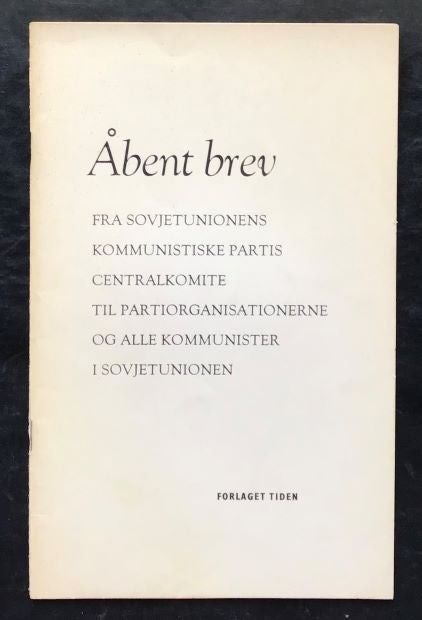 Åbent brev
FRA SOVJETUNIONENS
KOMMUNISTISKE PARTIS
CENTRALKOMITE
TIL PARTIORGANISATIONERNE
OG ALLE KOMMUNISTER
I SOVJETUNIONEN
FORLAGET TIDEN